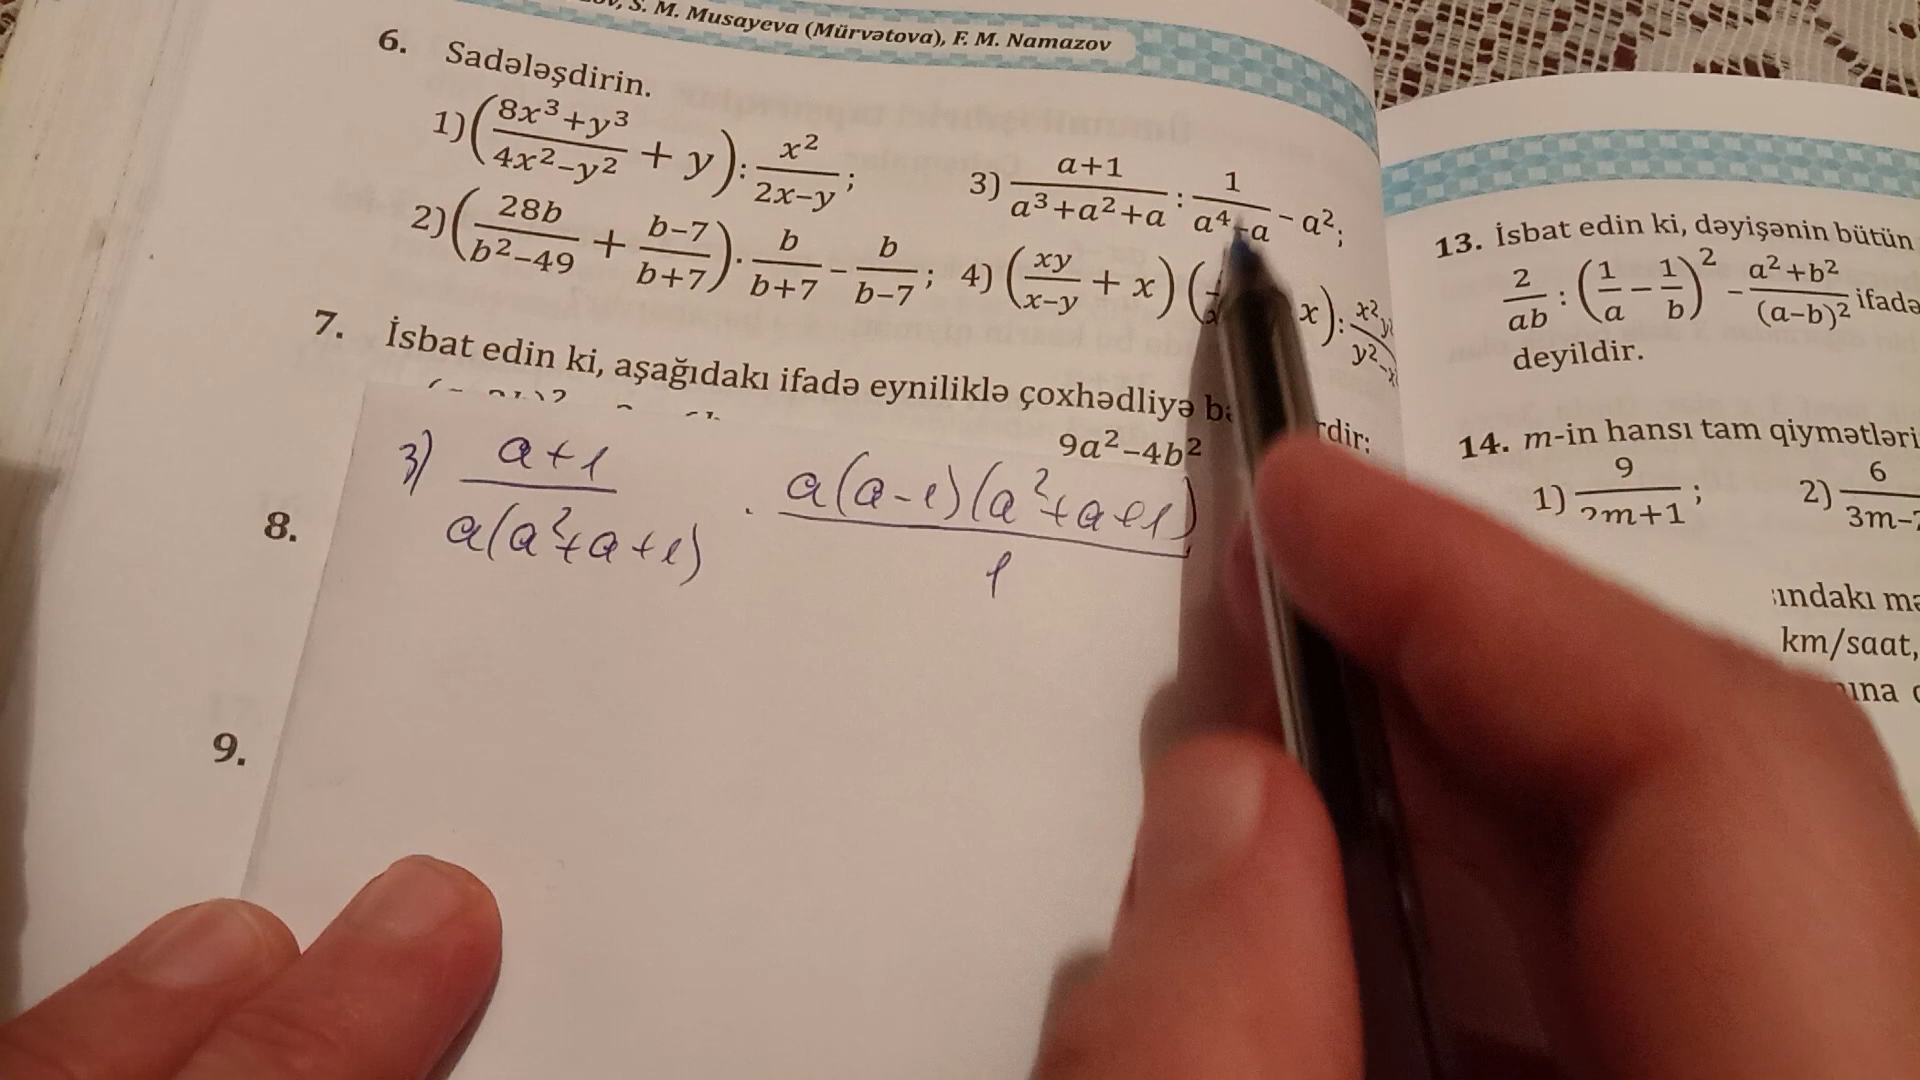 S. M. Musayeva (Mürvətova), F. M. Namazov
6. Sadələşdirin.
1) (8x³+y³/4x²−y² + y) : x²/2x−y;
2) (28b/b²−49 + b−7/b+7) · b/b+7 − b/b−7;
3) a+1/a³+a²+a : 1/a⁴−a − a²;
4) (xy/x−y + x) ( x) : x²y²/y²−x
7. İsbat edin ki, aşağıdakı ifadə eyniliklə çoxhədliyə
9a²−4b²
3) a+1/a(a²+a+1) · a(a−1)(a²+a+1)/1
8.
9.
13. İsbat edin ki, dəyişənin bütün
2/ab : (1/a − 1/b)² − a²+b²/(a−b)² ifadə
deyildir.
14. m-in hansı tam qiymətləri
1) 9/2m+1; 2) 6/3m−
km/saat,